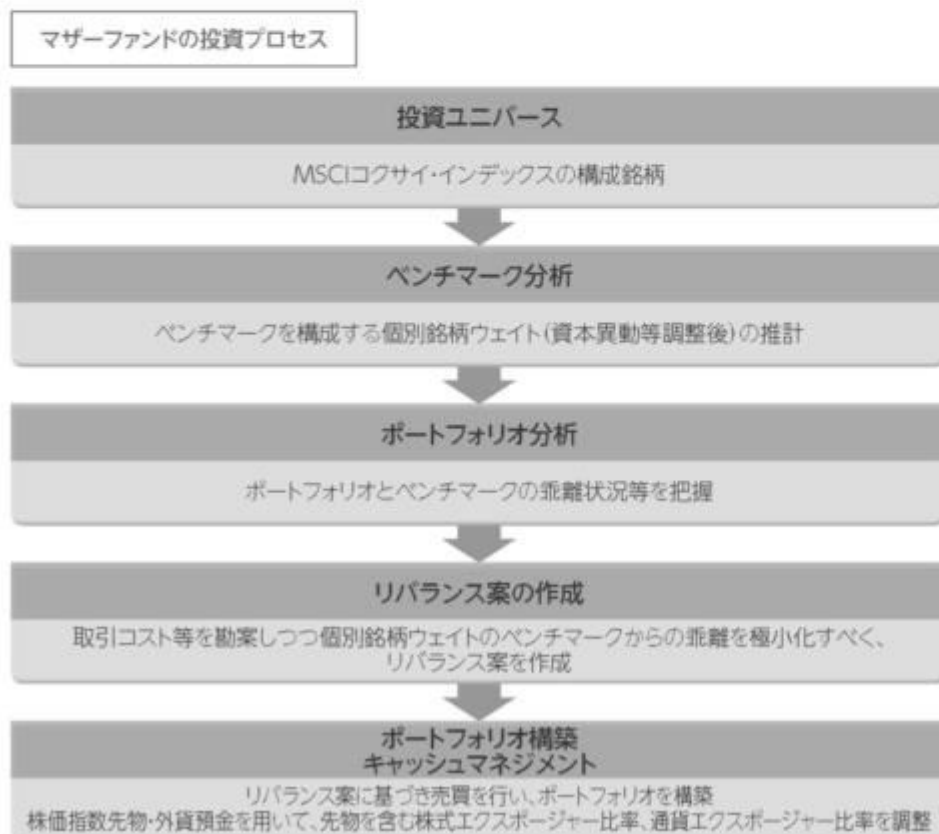 マザーファンドの投資プロセス
投資ユニバース
MSCIコクサイ・インデックスの構成銘柄
ベンチマーク分析
ベンチマークを構成する個別銘柄ウェイト(資本異動等調整後)の推計
ポートフォリオ分析
ポートフォリオとベンチマークの乖離状況等を把握
リバランス案の作成
取引コスト等を勘案しつつ個別銘柄ウェイトのベンチマークからの乖離を極小化すべく、
リバランス案を作成
ポートフォリオ構築
キャッシュマネジメント
リバランス案に基づき売買を行い、ポートフォリオを構築
株価指数先物・外貨預金を用いて、先物を含む株式エクスポージャー比率、通貨エクスポージャー比率を調整